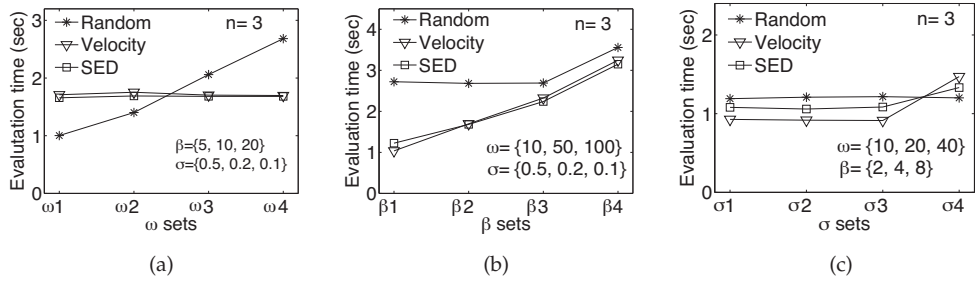 Evaluation time (sec)
3
2
1
0
Random
Velocity
SED
n= 3
β={5, 10, 20}
σ={0.5, 0.2, 0.1}
ω1 ω2 ω3 ω4
ω sets
(a)
Evaluation time (sec)
4
3
2
1
0
Random
Velocity
SED
n= 3
ω = {10, 50, 100}
σ = {0.5, 0.2, 0.1}
β1 β2 β3 β4
β sets
(b)
Evaluation time (sec)
2
1
0
Random
Velocity
SED
n= 3
ω = {10, 20, 40}
β = {2, 4, 8}
σ1 σ2 σ3 σ4
σ sets
(c)